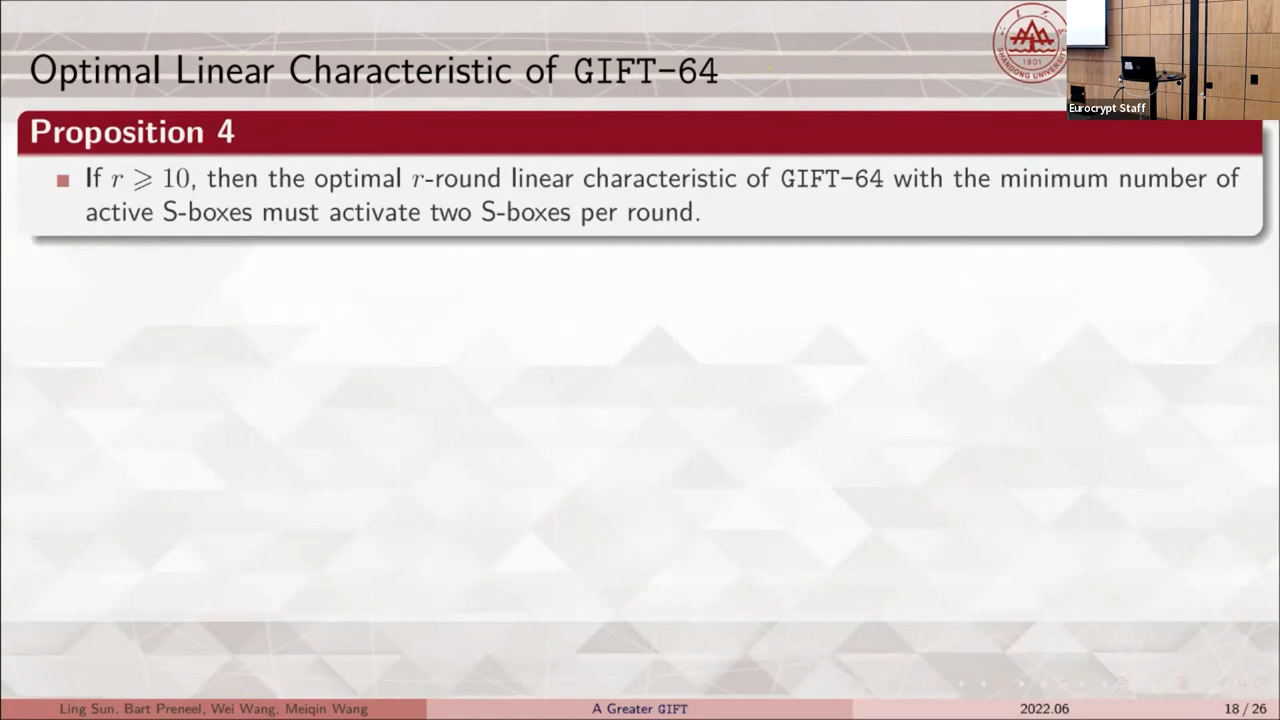 Optimal Linear Characteristic of GIFT-64
SHANDONG UNIVERSITY
1901
Eurocrypt Staff
Proposition 4
If r ⩾ 10, then the optimal r-round linear characteristic of GIFT-64 with the minimum number of
active S-boxes must activate two S-boxes per round.
Ling Sun, Bart Preneel, Wei Wang, Meiqin Wang
A Greater GIFT
2022.06
18 / 26